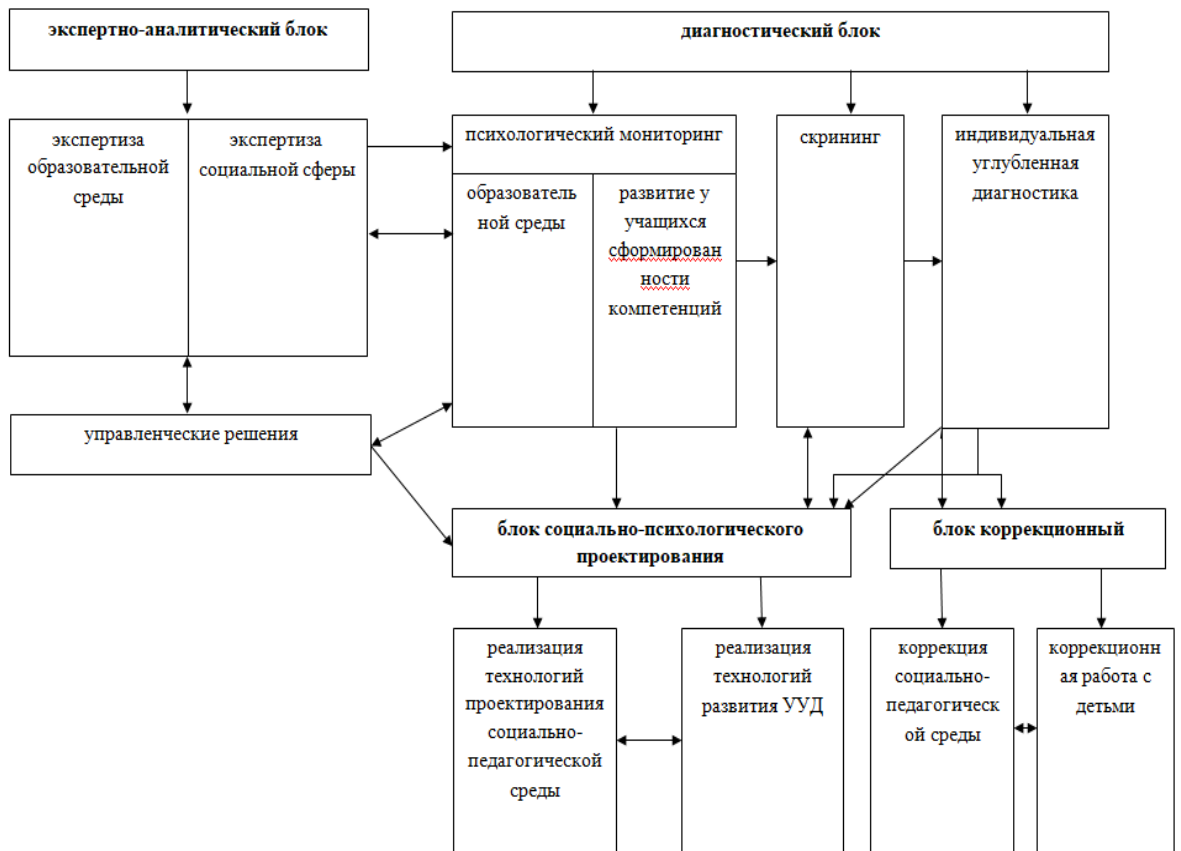 экспертно-аналитический блок
диагностический блок
экспертиза
образовательной
среды
экспертиза
социальной сферы
психологический мониторинг
образователь
ной среды
развитие у
учащихся
сформирован
ности
компетенций
скрининг
индивидуальная
углубленная
диагностика
управленческие решения
блок социально-психологического
проектирования
блок коррекционный
реализация
технологий
проектирования
социально-
педагогической
среды
реализация
технологий
развития УУД
коррекция
социально-
педагогическ
ой среды
коррекционн
ая работа с
детьми